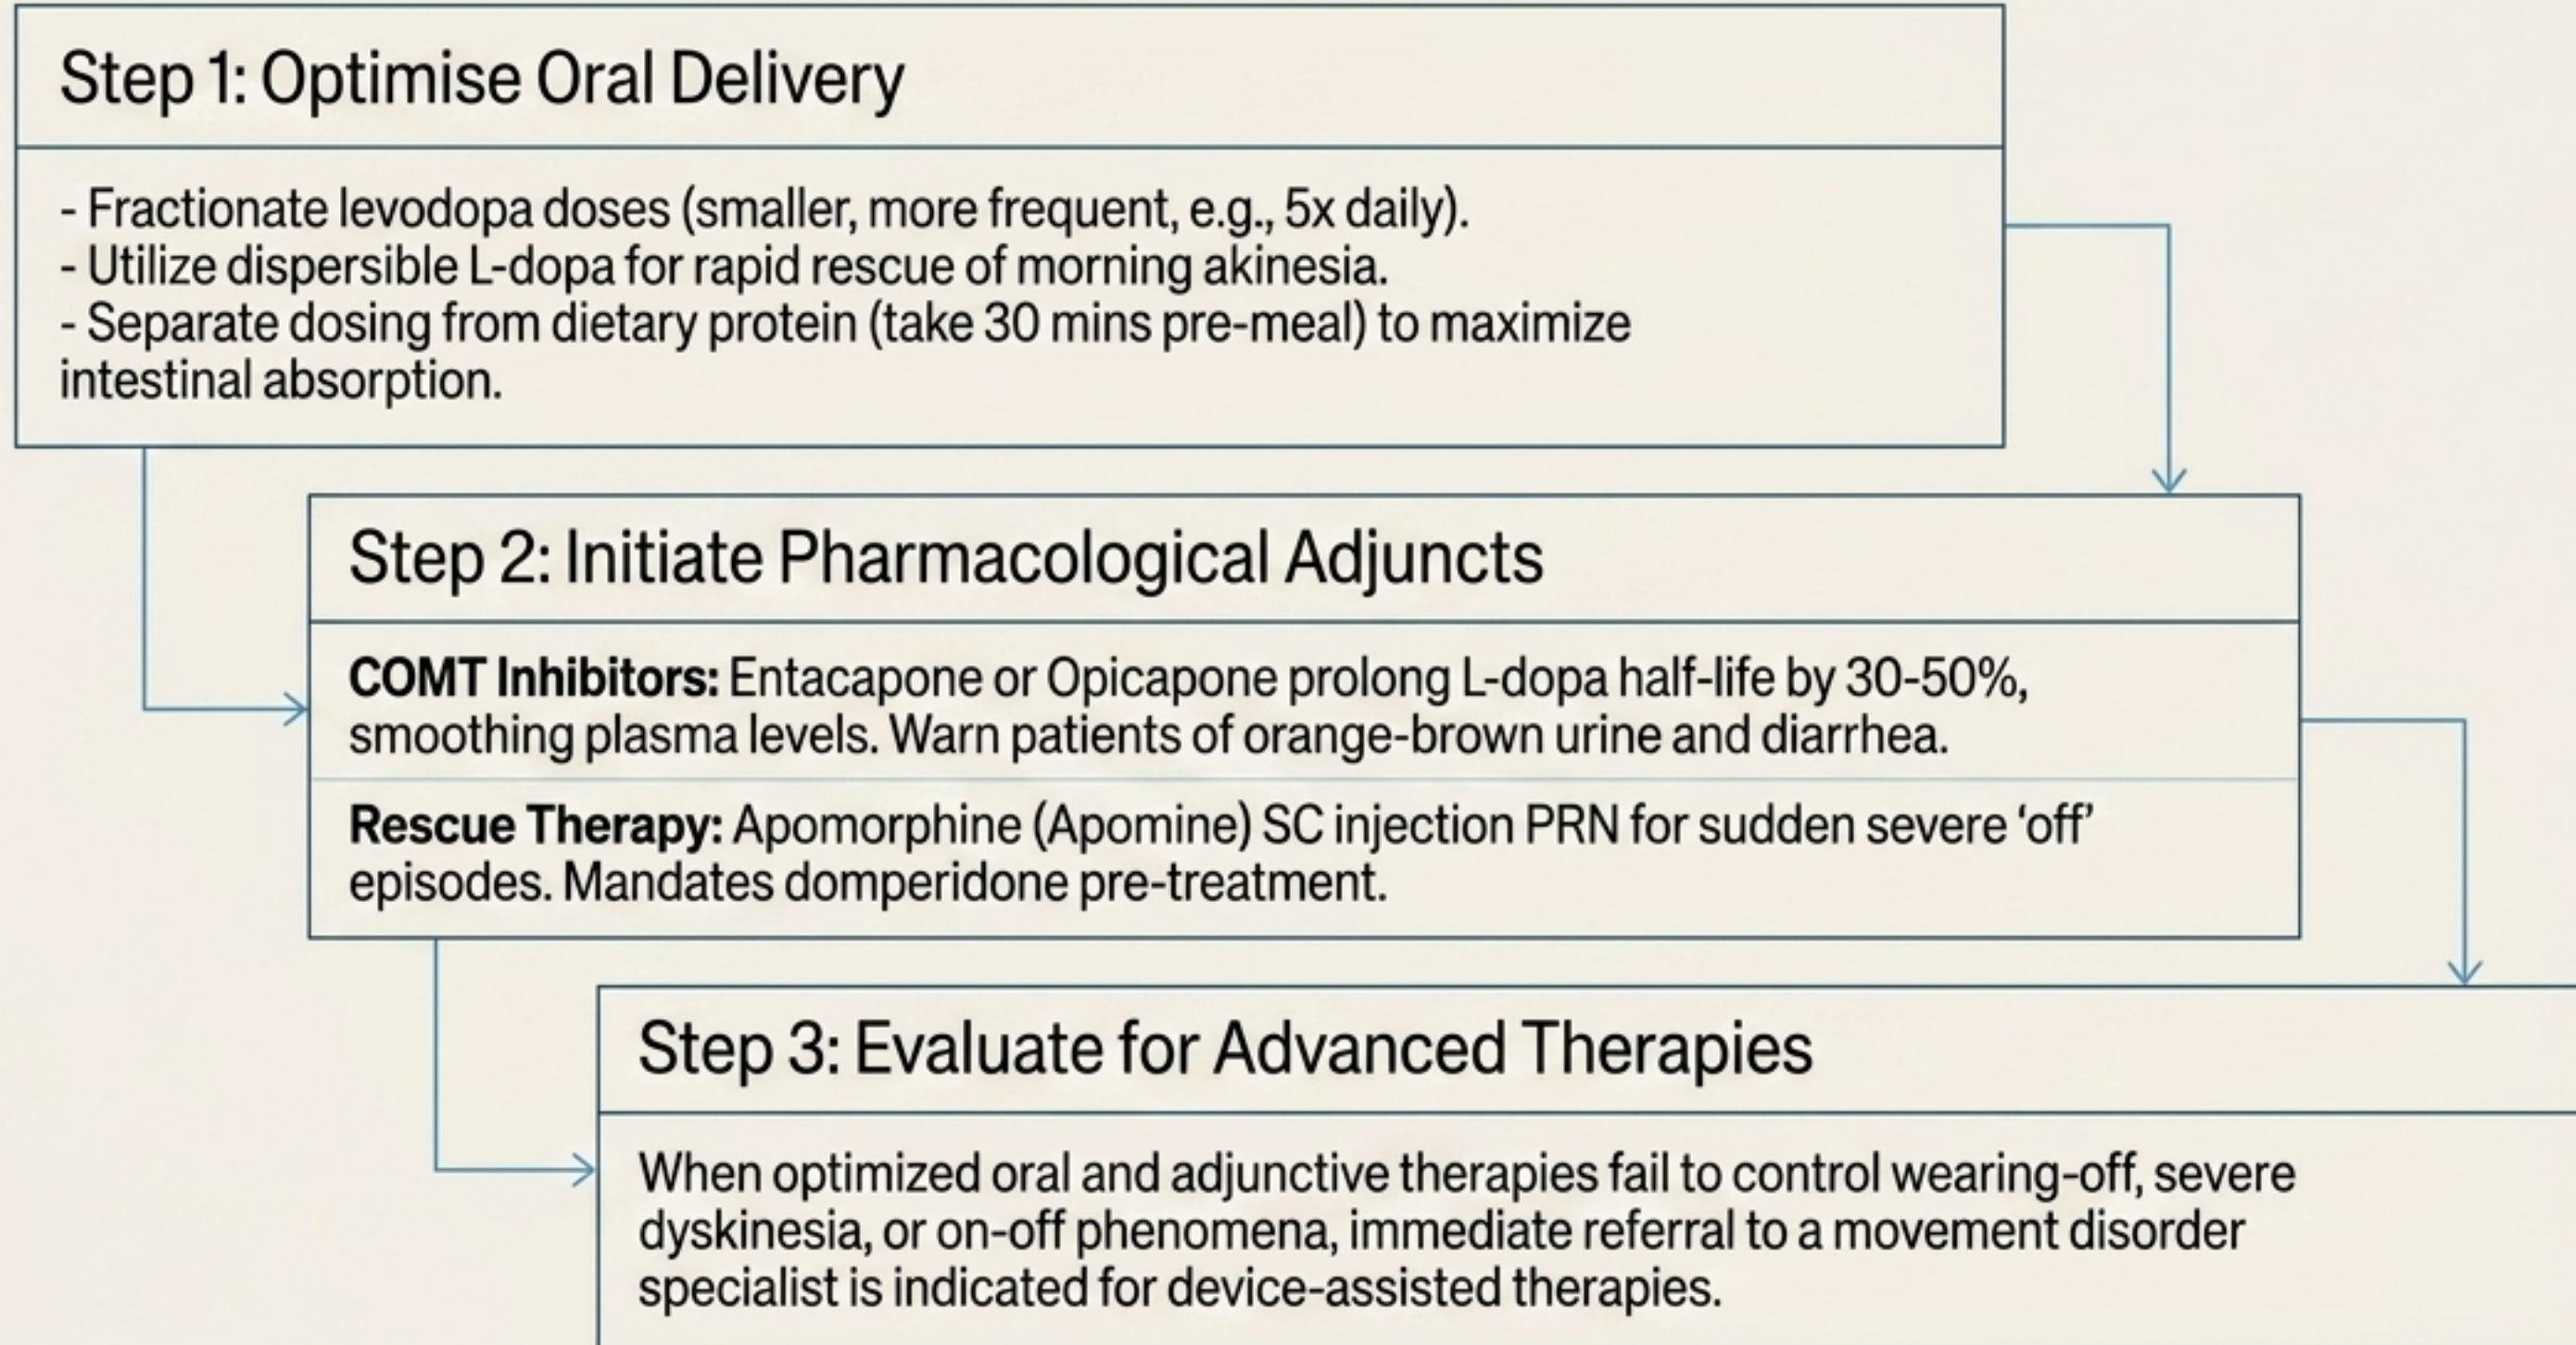 Step 1: Optimise Oral Delivery
- Fractionate levodopa doses (smaller, more frequent, e.g., 5x daily).
- Utilize dispersible L-dopa for rapid rescue of morning akinesia.
- Separate dosing from dietary protein (take 30 mins pre-meal) to maximize
intestinal absorption.
Step 2: Initiate Pharmacological Adjuncts
COMT Inhibitors: Entacapone or Opicapone prolong L-dopa half-life by 30-50%,
smoothing plasma levels. Warn patients of orange-brown urine and diarrhea.
Rescue Therapy: Apomorphine (Apomine) SC injection PRN for sudden severe ‘off’
episodes. Mandates domperidone pre-treatment.
Step 3: Evaluate for Advanced Therapies
When optimized oral and adjunctive therapies fail to control wearing-off, severe
dyskinesia, or on-off phenomena, immediate referral to a movement disorder
specialist is indicated for device-assisted therapies.